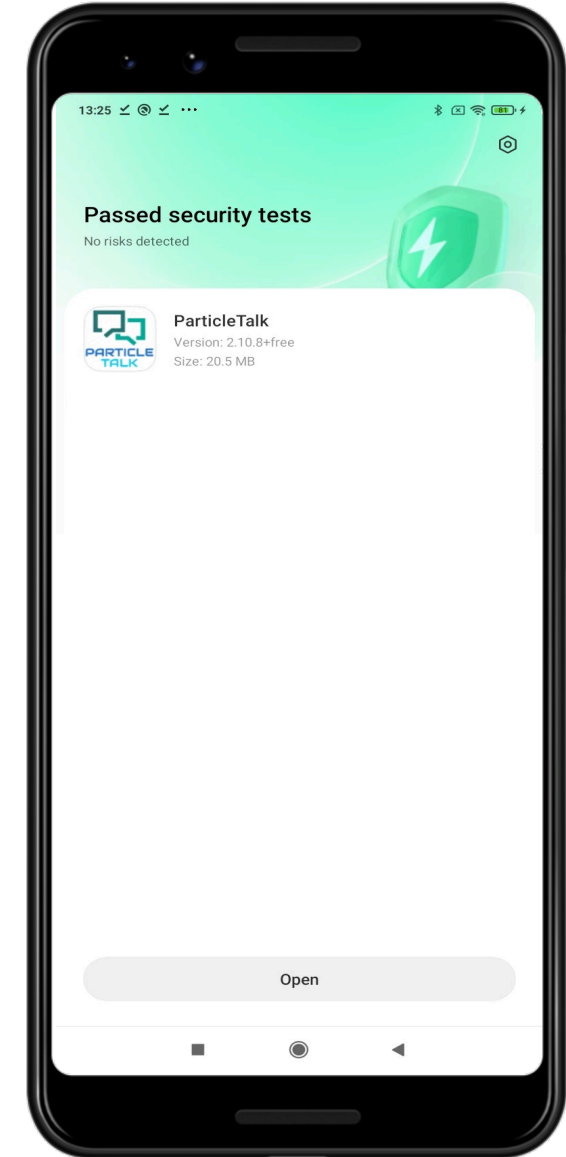 13:25
81
Passed security tests
No risks detected
ParticleTalk
Version: 2.10.8+free
Size: 20.5 MB
PARTICLE
TALK
Open